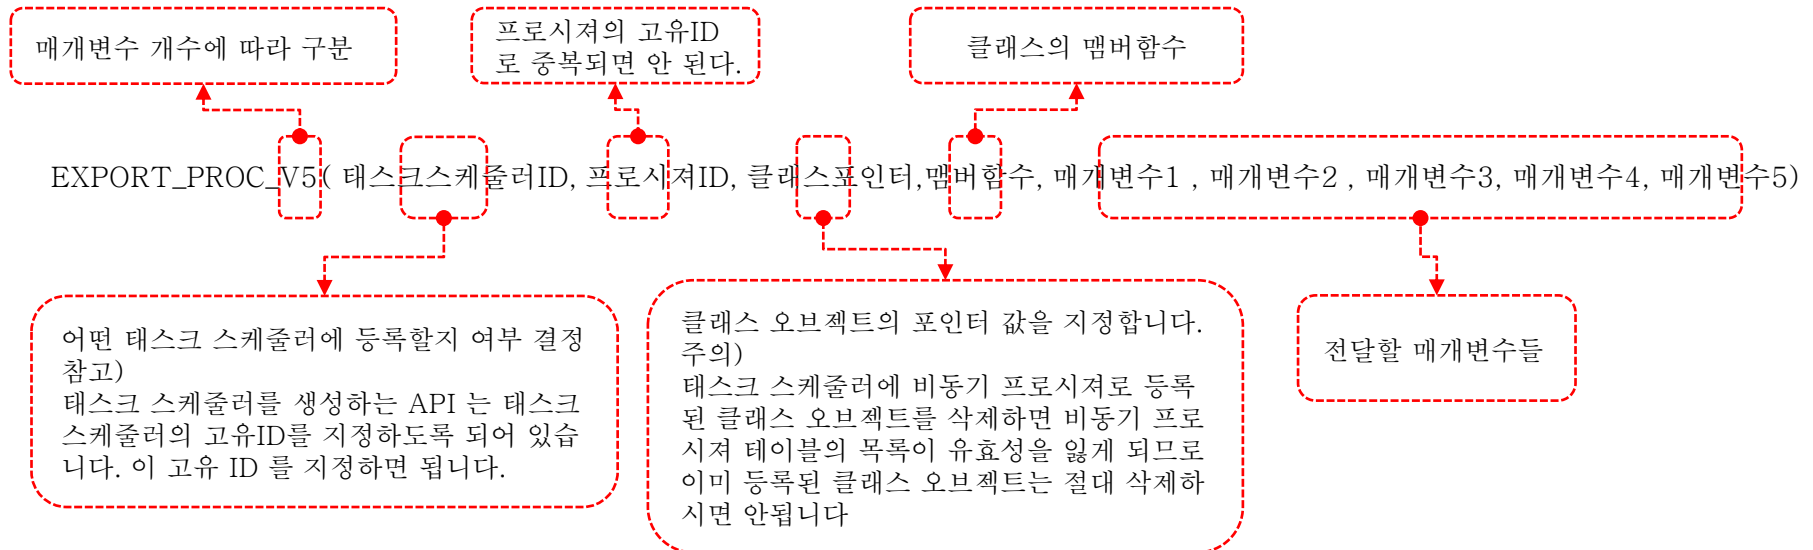 매개변수 개수에 따라 구분
프로시져의 고유ID
로 중복되면 안 된다.
클래스의 맴버함수
EXPORT_PROC_V5( 태스크스케줄러ID, 프로시져ID, 클래스포인터,맴버함수, 매개변수1 , 매개변수2 , 매개변수3, 매개변수4, 매개변수5)
어떤 태스크 스케줄러에 등록할지 여부 결정
참고)
태스크 스케줄러를 생성하는 API 는 태스크
스케줄러의 고유ID를 지정하도록 되어 있습
니다. 이 고유 ID 를 지정하면 됩니다.
클래스 오브젝트의 포인터 값을 지정합니다.
주의)
태스크 스케줄러에 비동기 프로시져로 등록
된 클래스 오브젝트를 삭제하면 비동기 프로
시져 테이블의 목록이 유효성을 잃게 되므로
이미 등록된 클래스 오브젝트는 절대 삭제하
시면 안됩니다
전달할 매개변수들